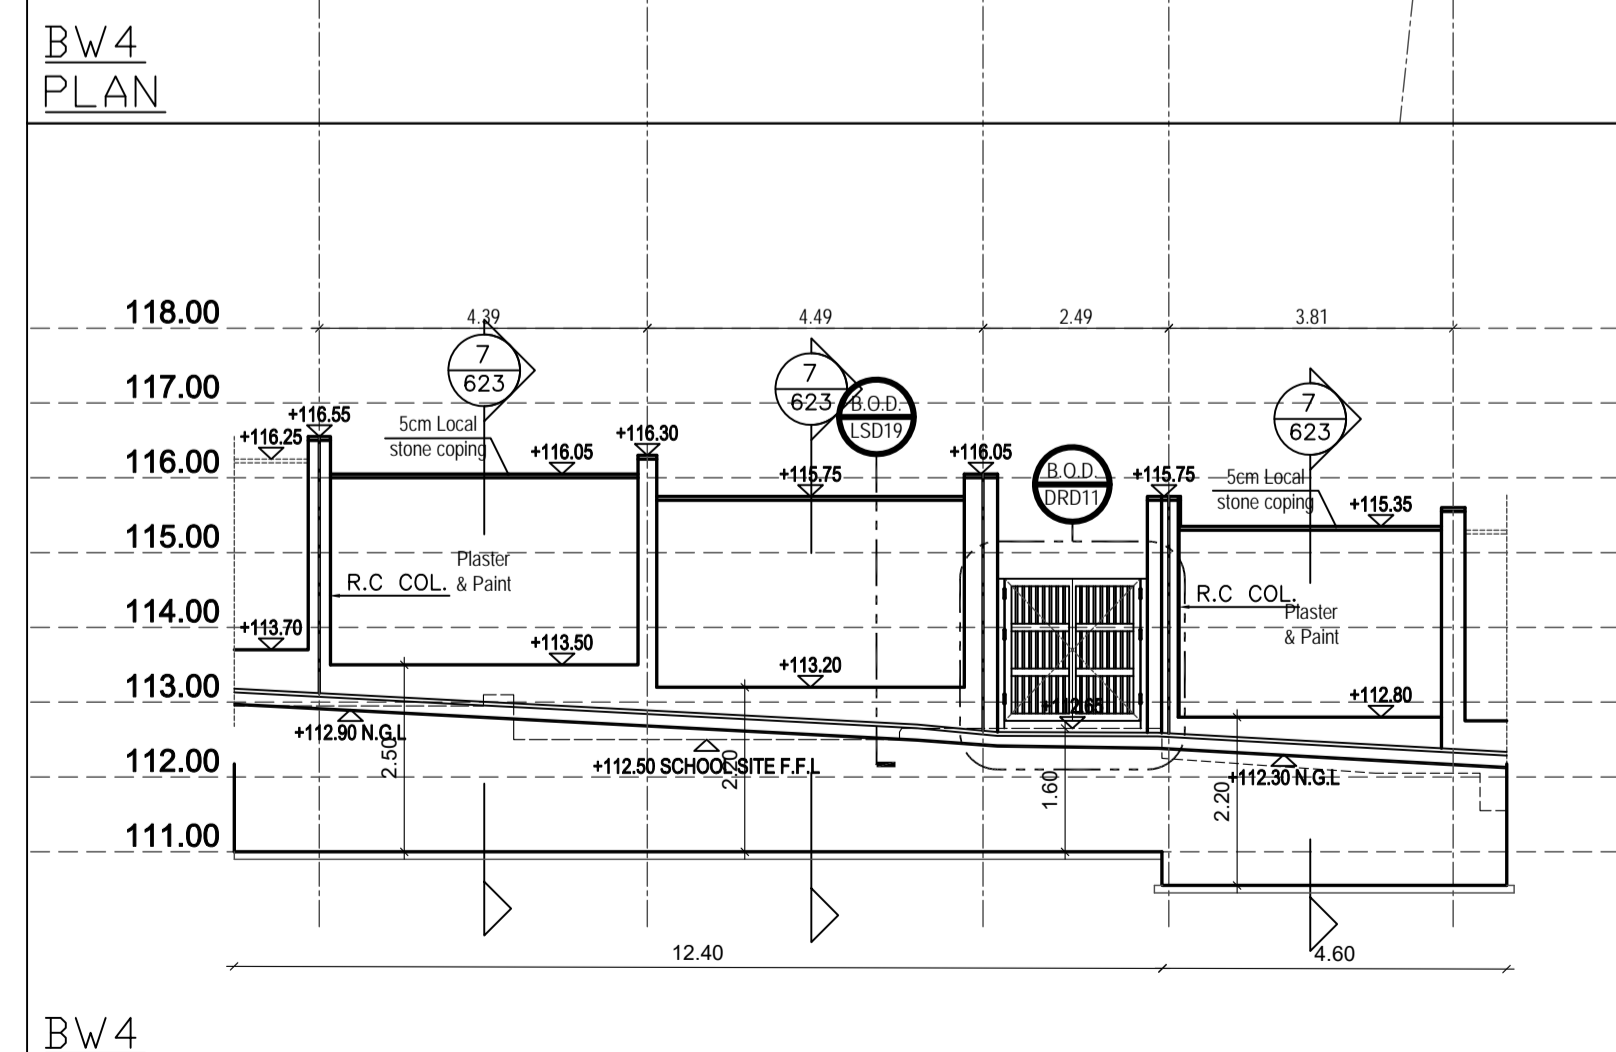 BW4
PLAN
118.00
4.39
4.49
2.49
3.81
7
623
7
623
B.O.D.
LSD19
7
623
117.00
+116.55
+116.25
5cm Local
stone coping
+116.05
+116.30
+115.75
+116.05
B.O.D.
DRD11
+115.75
5cm Local
stone coping
+115.35
116.00
115.00
Plaster
& Paint
R.C COL.
R.C COL.
Plaster
& Paint
114.00
+113.70
+113.50
+113.20
+112.65
+112.80
113.00
+112.90 N.G.L
2.50
+112.50 SCHOOL SITE F.F.L
2.20
1.60
2.20
+112.30 N.G.L
112.00
111.00
12.40
4.60
BW4